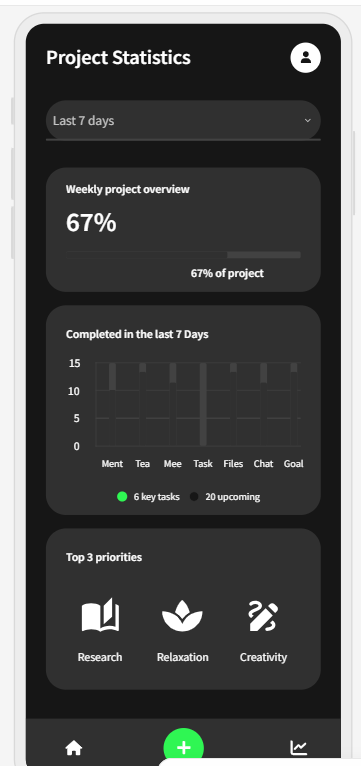 Project Statistics
Last 7 days
Weekly project overview
67%
67% of project
Completed in the last 7 Days
15
10
5
0
Ment Tea Mee Task Files Chat Goal
6 key tasks 20 upcoming
Top 3 priorities
Research Relaxation Creativity